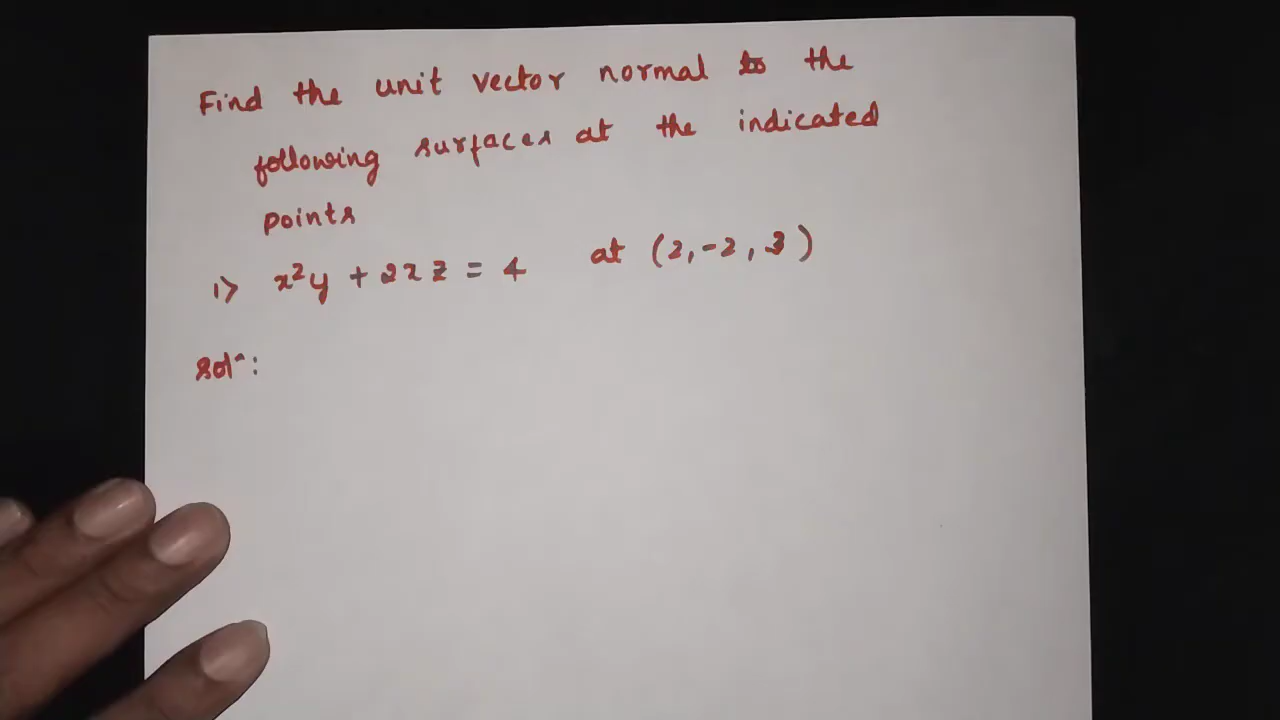 Find the unit vector normal to the
following surfaces at the indicated
points
1) x²y + 2xz = 4 at (2,-2,3)
solⁿ: